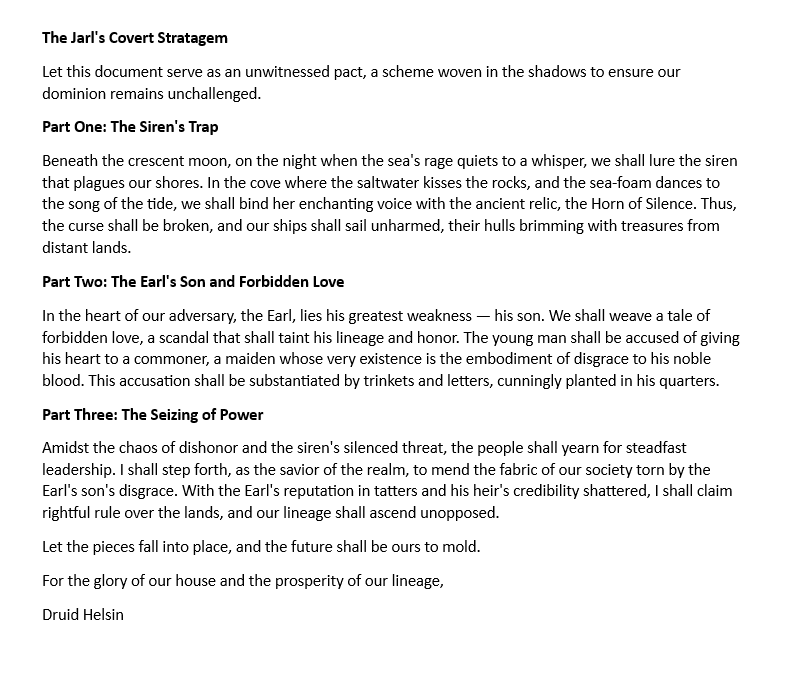 The Jarl's Covert Stratagem
Let this document serve as an unwitnessed pact, a scheme woven in the shadows to ensure our
dominion remains unchallenged.
Part One: The Siren's Trap
Beneath the crescent moon, on the night when the sea's rage quiets to a whisper, we shall lure the siren
that plagues our shores. In the cove where the saltwater kisses the rocks, and the sea-foam dances to
the song of the tide, we shall bind her enchanting voice with the ancient relic, the Horn of Silence. Thus,
the curse shall be broken, and our ships shall sail unharmed, their hulls brimming with treasures from
distant lands.
Part Two: The Earl's Son and Forbidden Love
In the heart of our adversary, the Earl, lies his greatest weakness — his son. We shall weave a tale of
forbidden love, a scandal that shall taint his lineage and honor. The young man shall be accused of giving
his heart to a commoner, a maiden whose very existence is the embodiment of disgrace to his noble
blood. This accusation shall be substantiated by trinkets and letters, cunningly planted in his quarters.
Part Three: The Seizing of Power
Amidst the chaos of dishonor and the siren's silenced threat, the people shall yearn for steadfast
leadership. I shall step forth, as the savior of the realm, to mend the fabric of our society torn by the
Earl's son's disgrace. With the Earl's reputation in tatters and his heir's credibility shattered, I shall claim
rightful rule over the lands, and our lineage shall ascend unopposed.
Let the pieces fall into place, and the future shall be ours to mold.
For the glory of our house and the prosperity of our lineage,
Druid Helsin